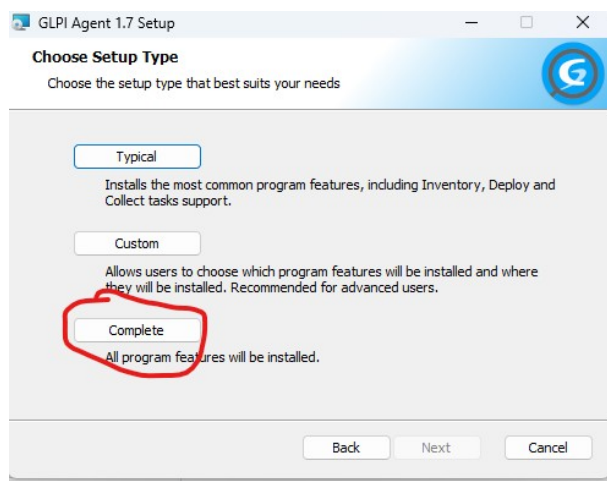 GLPI Agent 1.7 Setup
Choose Setup Type
Choose the setup type that best suits your needs
Typical
Installs the most common program features, including Inventory, Deploy and
Collect tasks support.
Custom
Allows users to choose which program features will be installed and where
they will be installed. Recommended for advanced users.
Complete
All program features will be installed.
Back
Next
Cancel